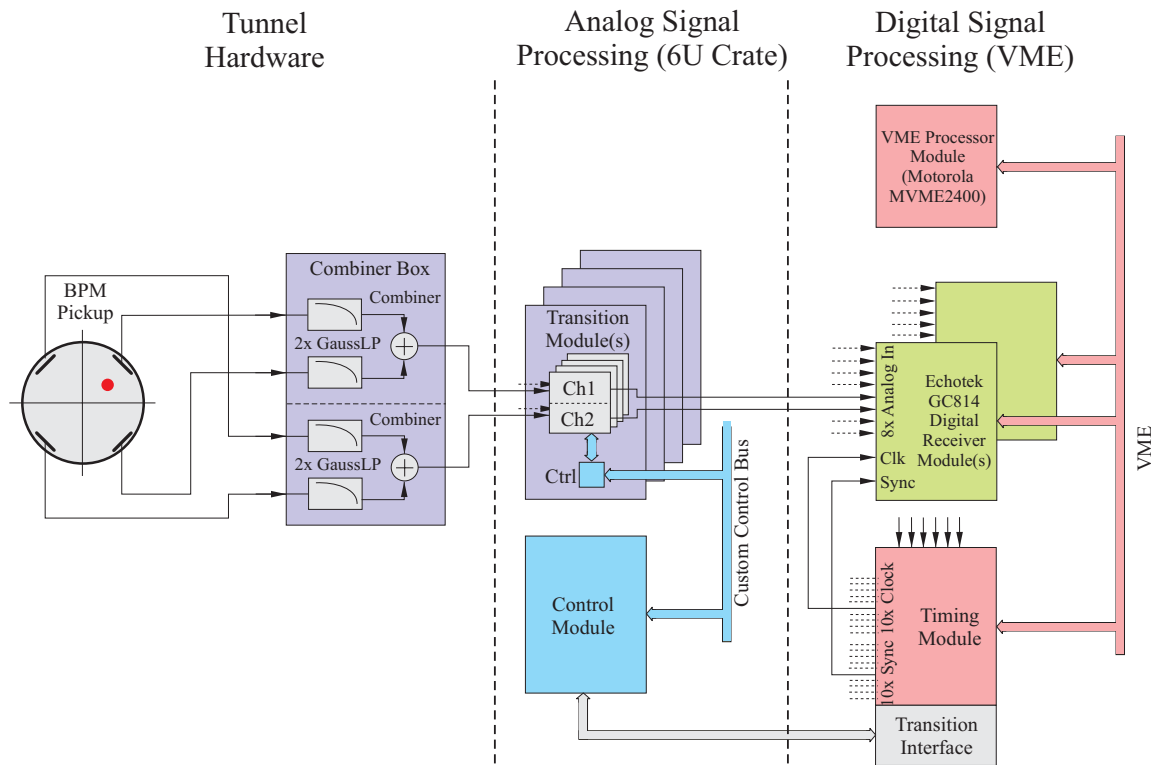 Tunnel
Hardware
Analog Signal
Processing (6U Crate)
Digital Signal
Processing (VME)
BPM
Pickup
Combiner Box
Combiner
2x GaussLP
Combiner
2x GaussLP
Transition
Module(s)
Ch1
Ch2
Ctrl
Control
Module
Custom Control Bus
VME Processor
Module
(Motorola
MVME2400)
8x Analog In
Echotek
GC814
Digital
Receiver
Module(s)
Clk
Sync
10x Sync 10x Clock
Timing
Module
Transition
Interface
VME